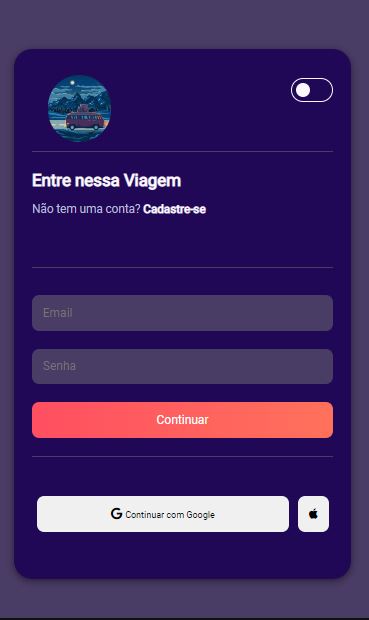 Entre nessa Viagem
Não tem uma conta? Cadastre-se
Email
Senha
Continuar
Continuar com Google